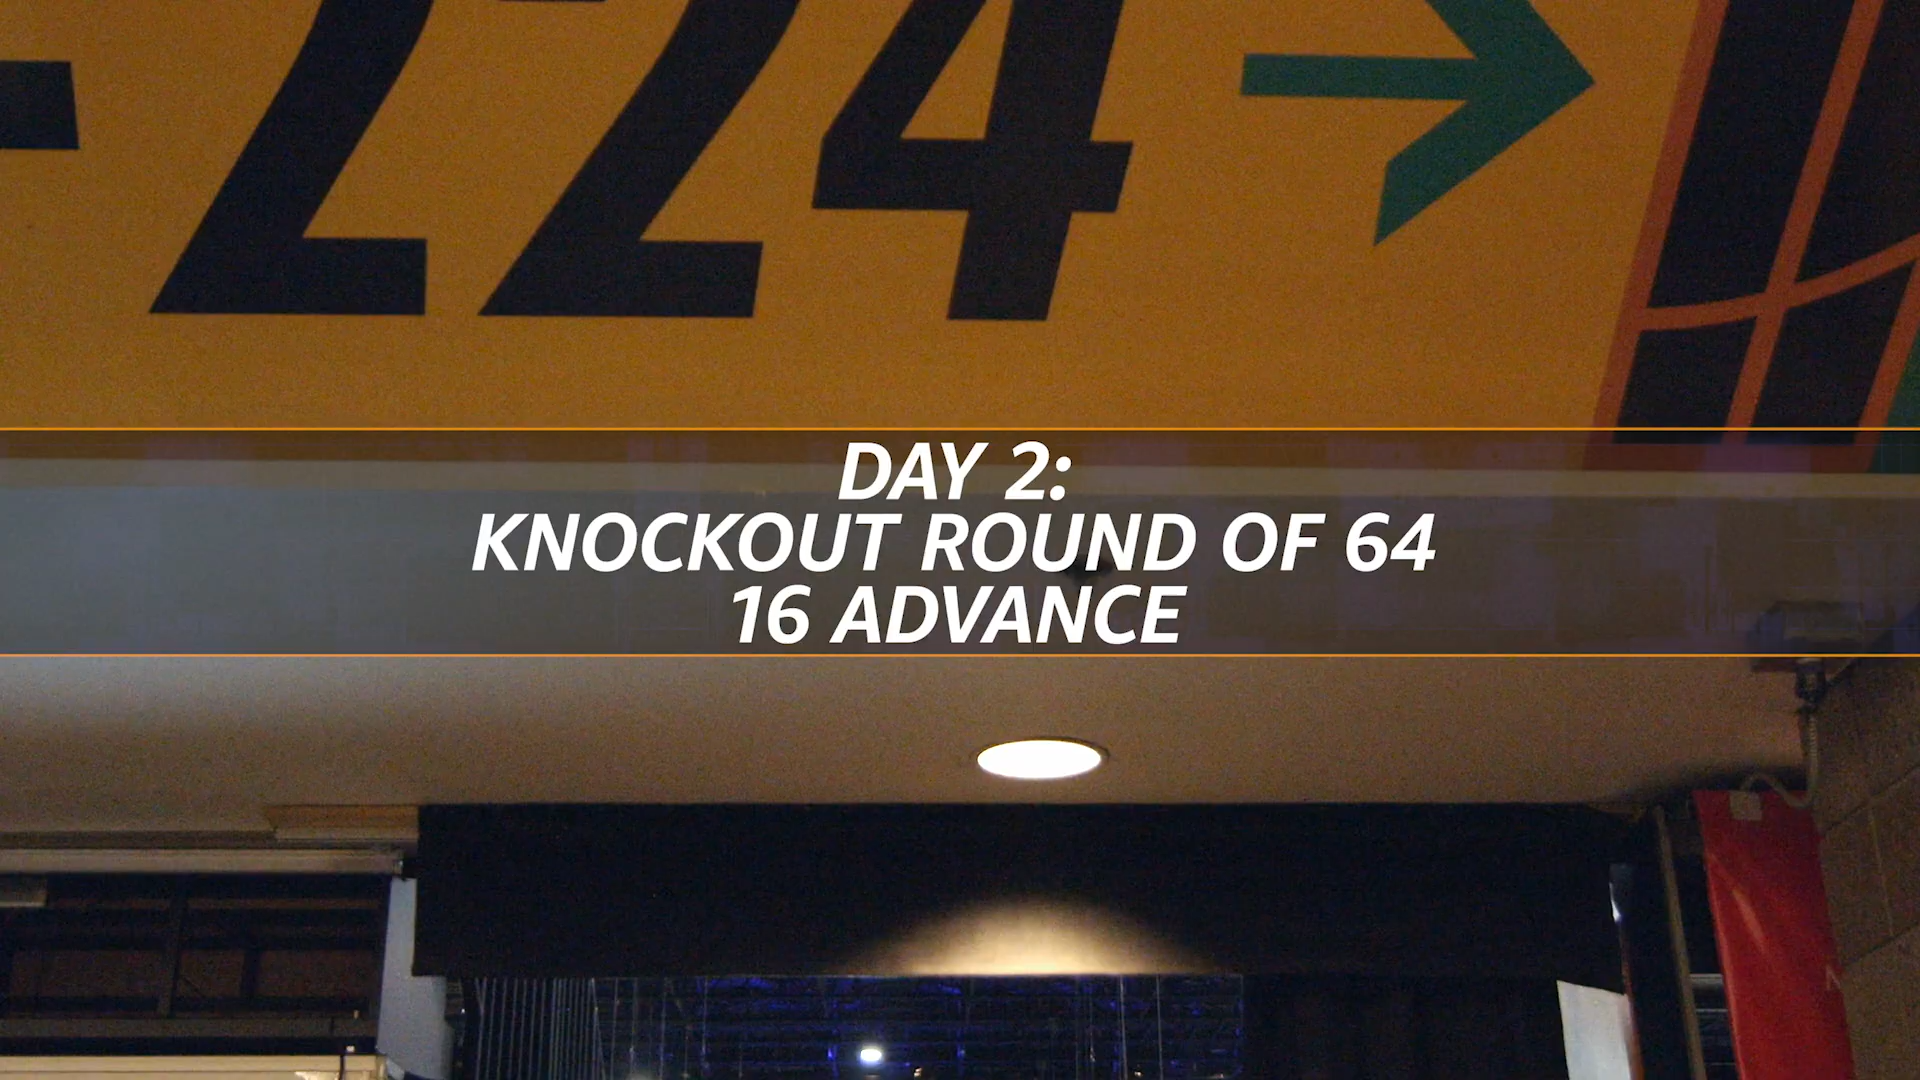 -224 →
DAY 2:
KNOCKOUT ROUND OF 64
16 ADVANCE